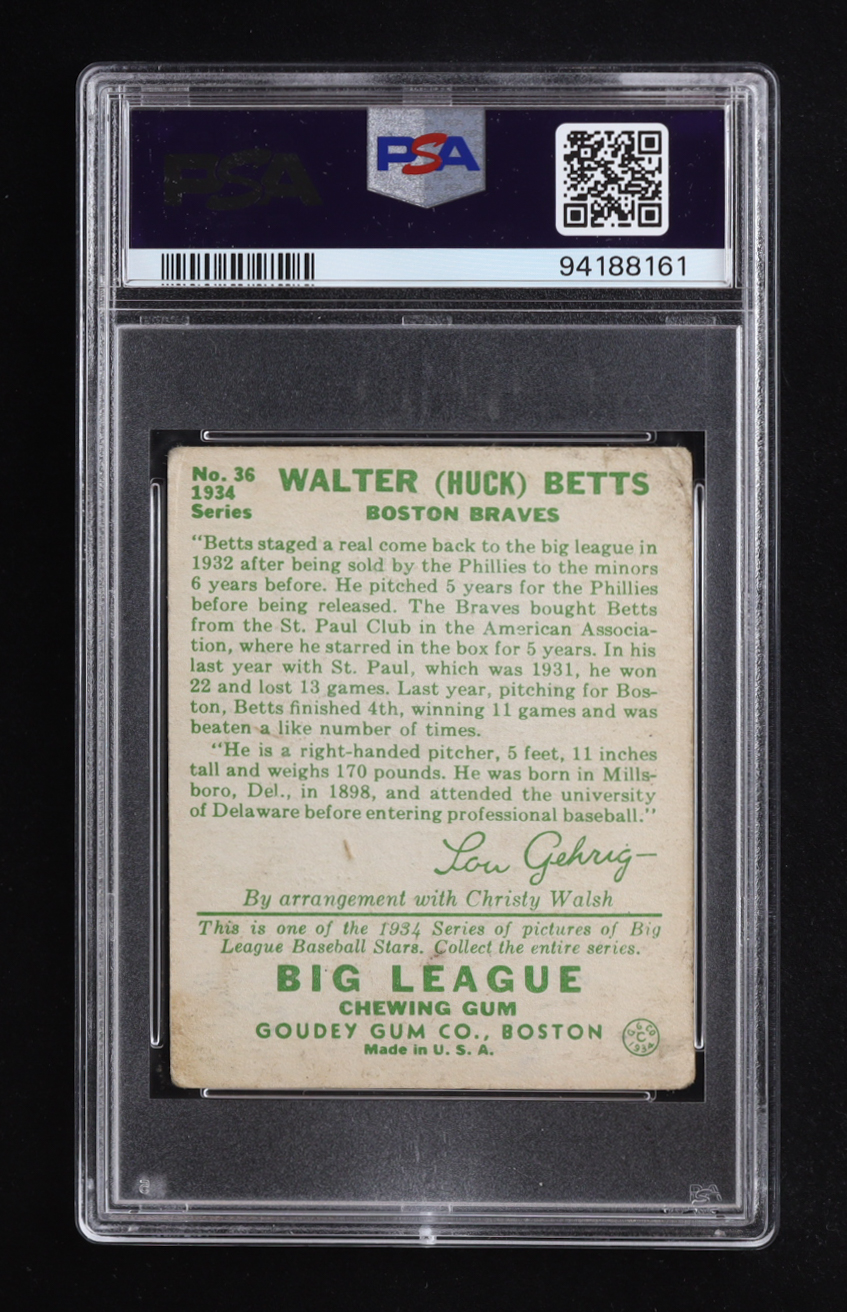 PSA
PSA
94188161
No. 36
1934
Series
WALTER (HUCK) BETTS
BOSTON BRAVES
“Betts staged a real come back to the big league in
1932 after being sold by the Phillies to the minors
6 years before. He pitched 5 years for the Phillies
before being released. The Braves bought Betts
from the St. Paul Club in the American Associa-
tion, where he starred in the box for 5 years. In his
last year with St. Paul, which was 1931, he won
22 and lost 13 games. Last year, pitching for Bos-
ton, Betts finished 4th, winning 11 games and was
beaten a like number of times.
“He is a right-handed pitcher, 5 feet, 11 inches
tall and weighs 170 pounds. He was born in Mills-
boro, Del., in 1898, and attended the university
of Delaware before entering professional baseball.”
Lou Gehrig
By arrangement with Christy Walsh
This is one of the 1934 Series of pictures of Big
League Baseball Stars. Collect the entire series.
BIG LEAGUE
CHEWING GUM
GOUDEY GUM CO., BOSTON
Made in U. S. A.
G.G.CO
C
1934